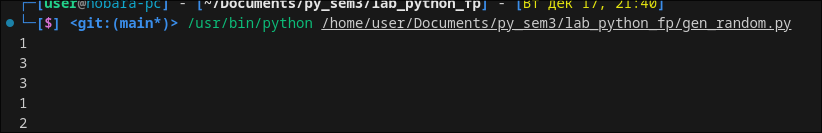 ┌─[user@nobara-pc] - [~/Documents/py_sem3/lab_python_fp] - [Вт дек 17, 21:40]
└─[$] <git:(main*)> /usr/bin/python /home/user/Documents/py_sem3/lab_python_fp/gen_random.py
1
3
3
1
2